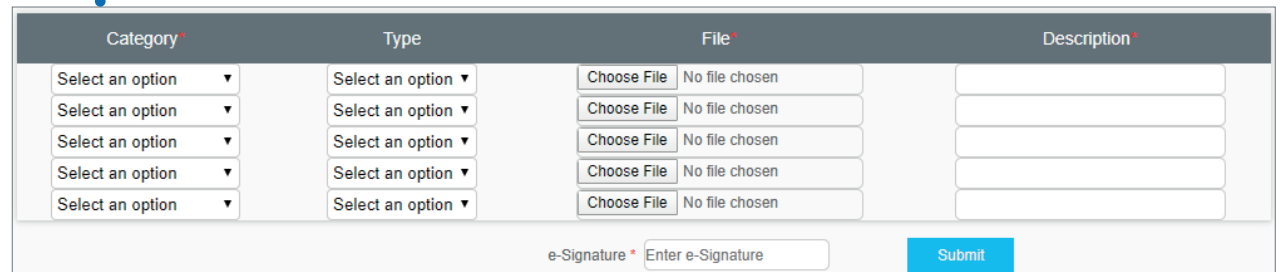 Category* Type File* Description*
Select an option Select an option Choose File No file chosen
Select an option Select an option Choose File No file chosen
Select an option Select an option Choose File No file chosen
Select an option Select an option Choose File No file chosen
Select an option Select an option Choose File No file chosen
e-Signature * Enter e-Signature Submit